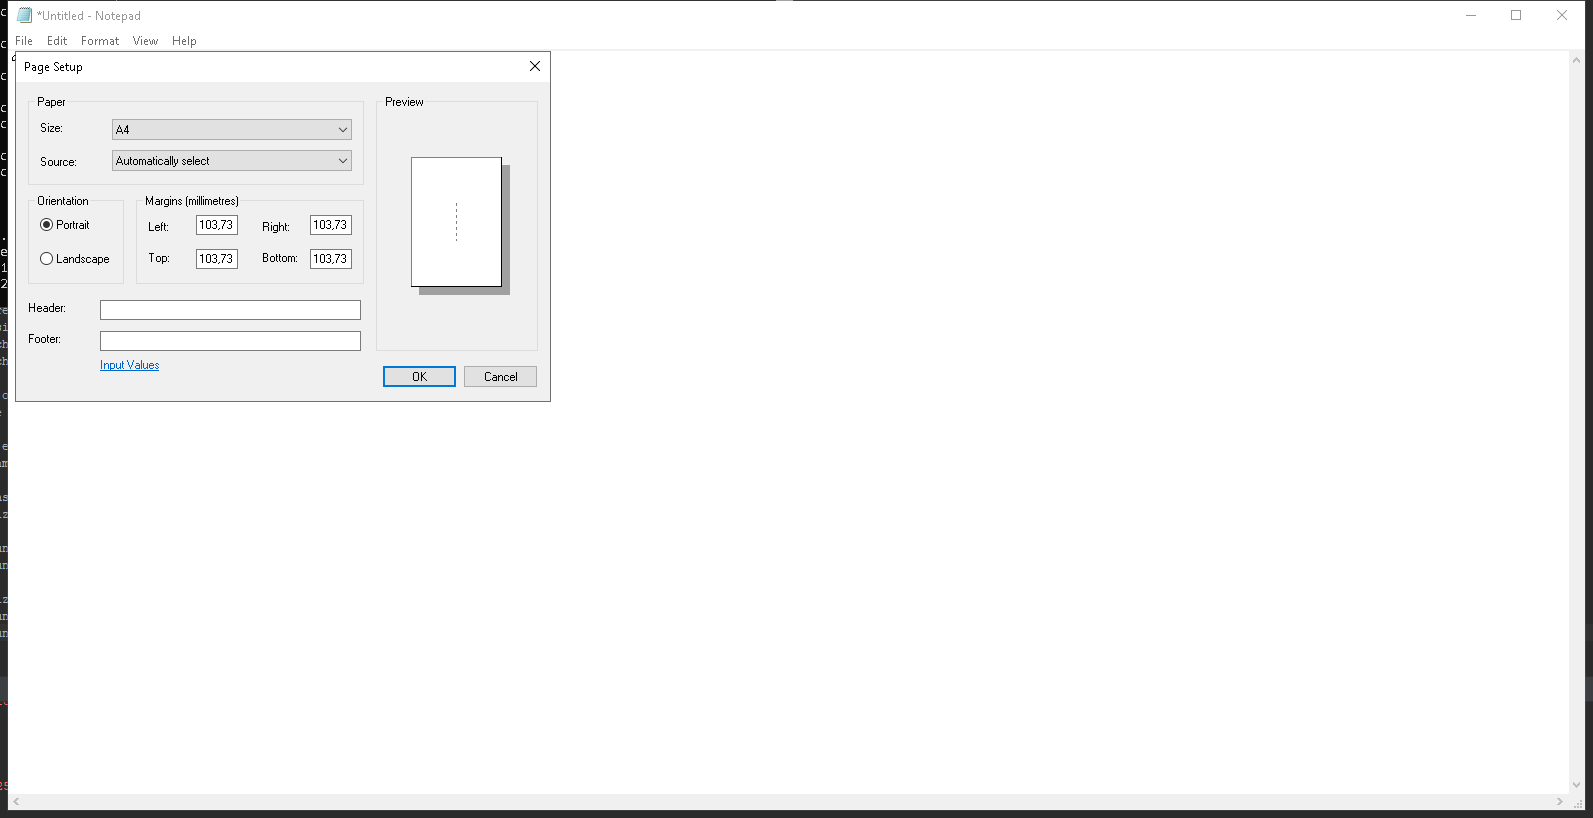 *Untitled - Notepad
File Edit Format View Help
Page Setup
Paper
Size: A4
Source: Automatically select
Orientation
Portrait
Landscape
Margins (millimetres)
Left: 103,73 Right: 103,73
Top: 103,73 Bottom: 103,73
Header:
Footer:
Input Values
Preview
OK Cancel